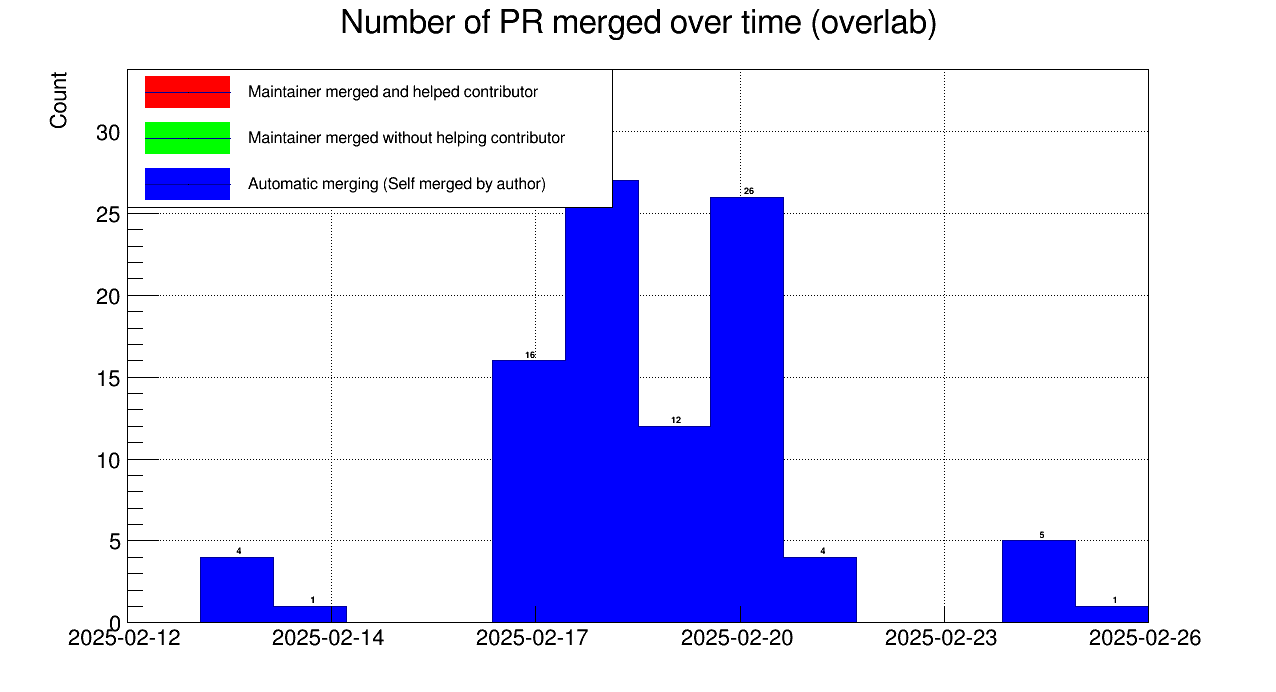 Number of PR merged over time (overlab)
Count
Maintainer merged and helped contributor
Maintainer merged without helping contributor
Automatic merging (Self merged by author)
30
25
20
15
10
5
0
26
16
12
4
4
1
5
1
2025-02-12 2025-02-14 2025-02-17 2025-02-20 2025-02-23 2025-02-26